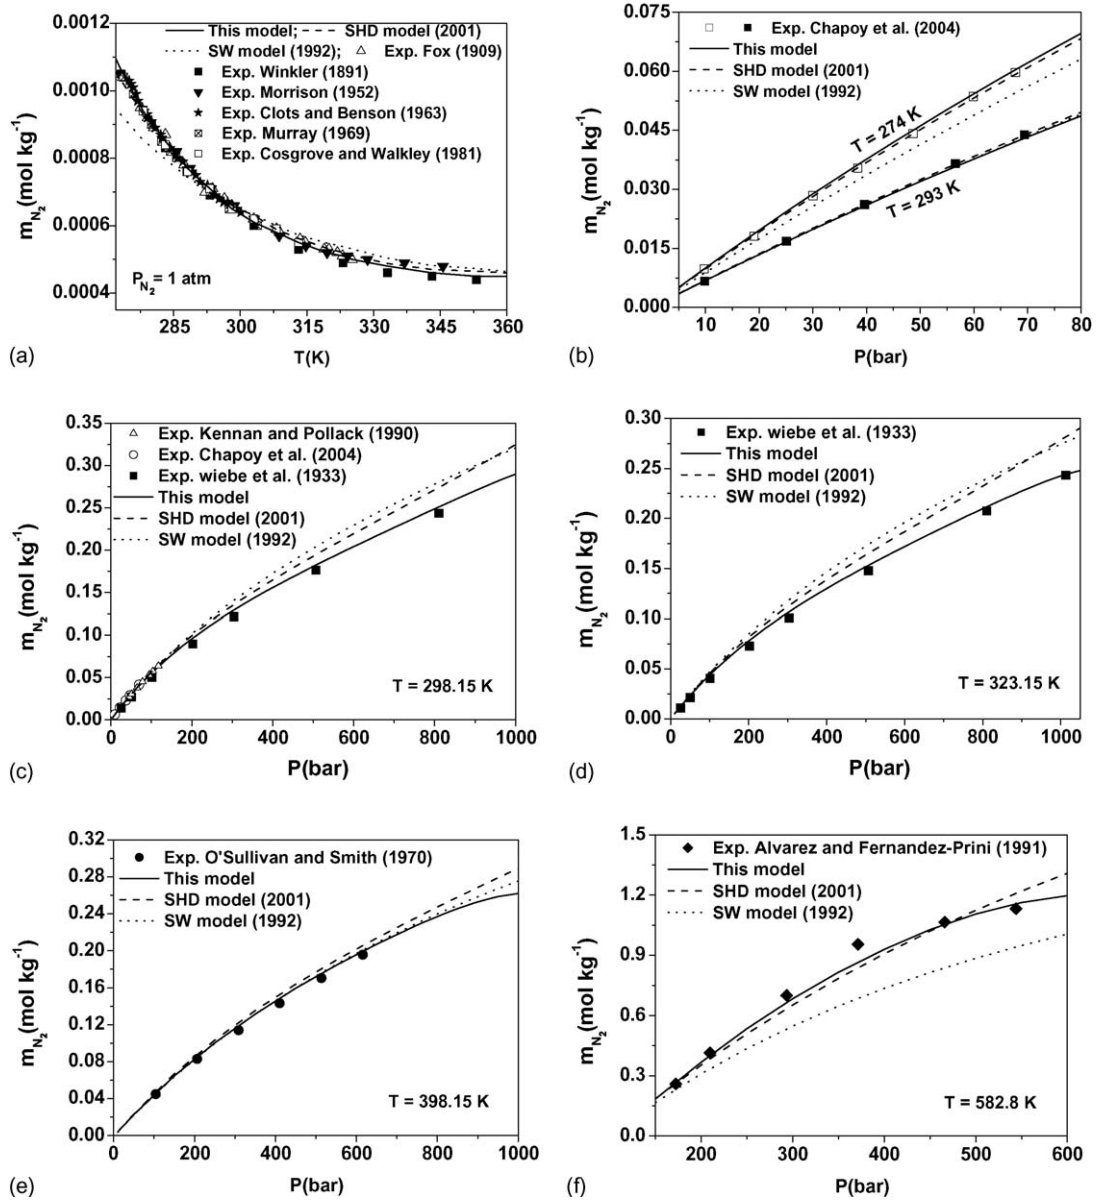 0.0012
0.0010
0.0008
0.0006
0.0004
m_N₂(mol kg⁻¹)
This model; SHD model (2001)
SW model (1992); Exp. Fox (1909)
Exp. Winkler (1891)
Exp. Morrison (1952)
Exp. Clots and Benson (1963)
Exp. Murray (1969)
Exp. Cosgrove and Walkley (1981)
P_N₂ = 1 atm
285 300 315 330 345 360
T(K)
(a)
0.075
0.060
0.045
0.030
0.015
0.000
m_N₂(mol kg⁻¹)
Exp. Chapoy et al. (2004)
This model
SHD model (2001)
SW model (1992)
T = 274 K
T = 293 K
10 20 30 40 50 60 70 80
P(bar)
(b)
0.35
0.30
0.25
0.20
0.15
0.10
0.05
0.00
m_N₂(mol kg⁻¹)
Exp. Kennan and Pollack (1990)
Exp. Chapoy et al. (2004)
Exp. wiebe et al. (1933)
This model
SHD model (2001)
SW model (1992)
T = 298.15 K
0 200 400 600 800 1000
P(bar)
(c)
0.30
0.25
0.20
0.15
0.10
0.05
0.00
m_N₂(mol kg⁻¹)
Exp. wiebe et al. (1933)
This model
SHD model (2001)
SW model (1992)
T = 323.15 K
0 200 400 600 800 1000
P(bar)
(d)
0.32
0.28
0.24
0.20
0.16
0.12
0.08
0.04
0.00
m_N₂(mol kg⁻¹)
Exp. O'Sullivan and Smith (1970)
This model
SHD model (2001)
SW model (1992)
T = 398.15 K
0 200 400 600 800 1000
P(bar)
(e)
1.5
1.2
0.9
0.6
0.3
0.0
m_N₂(mol kg⁻¹)
Exp. Alvarez and Fernandez-Prini (1991)
This model
SHD model (2001)
SW model (1992)
T = 582.8 K
200 300 400 500 600
P(bar)
(f)